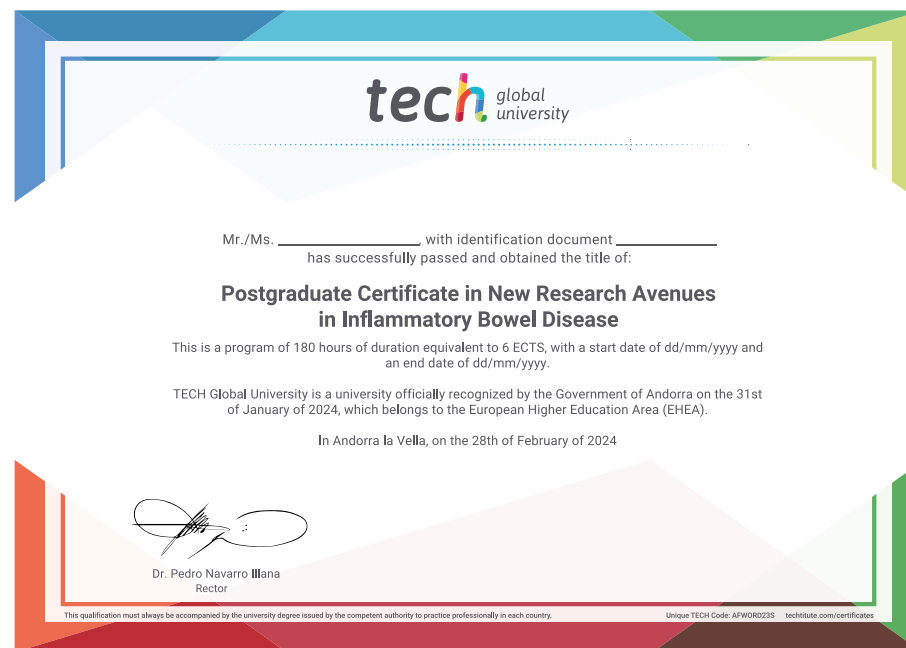 tech global university
Mr./Ms. ____________, with identification document ____________
has successfully passed and obtained the title of:
Postgraduate Certificate in New Research Avenues
in Inflammatory Bowel Disease
This is a program of 180 hours of duration equivalent to 6 ECTS, with a start date of dd/mm/yyyy and
an end date of dd/mm/yyyy.
TECH Global University is a university officially recognized by the Government of Andorra on the 31st
of January of 2024, which belongs to the European Higher Education Area (EHEA).
In Andorra la Vella, on the 28th of February of 2024
Dr. Pedro Navarro Illana
Rector
This qualification must always be accompanied by the university degree issued by the competent authority to practice professionally in each country. Unique TECH Code: AFWORD23S techtitute.com/certificates